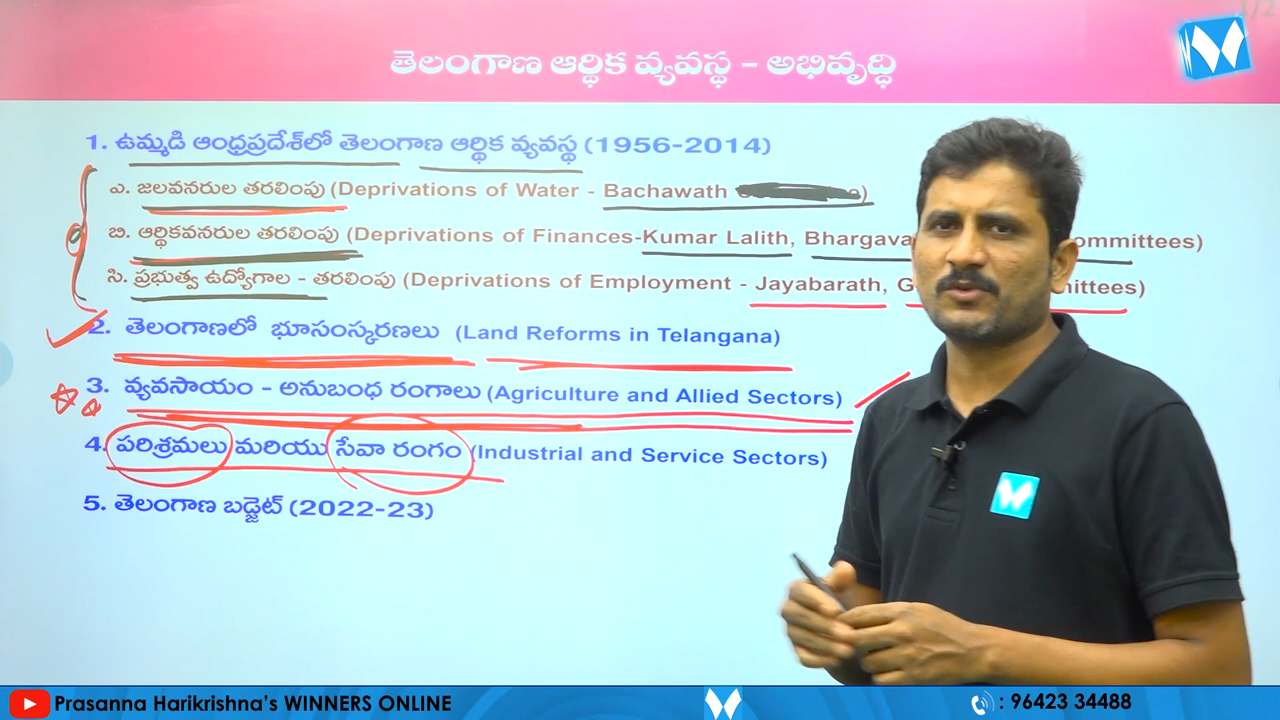 తెలంగాణ ఆర్థిక వ్యవస్థ - అభివృద్ధి
1. ఉమ్మడి ఆంధ్రప్రదేశ్‌లో తెలంగాణ ఆర్థిక వ్యవస్థ (1956-2014)
ఎ. జలవనరుల తరలింపు (Deprivations of Water - Bachawath )
బి. ఆర్థికవనరుల తరలింపు (Deprivations of Finances-Kumar Lalith, Bhargava ommittees)
సి. ప్రభుత్వ ఉద్యోగాల - తరలింపు (Deprivations of Employment - Jayabarath, G mittees)
2. తెలంగాణలో భూసంస్కరణలు (Land Reforms in Telangana)
3. వ్యవసాయం - అనుబంధ రంగాలు (Agriculture and Allied Sectors)
4. పరిశ్రమలు మరియు సేవా రంగం (Industrial and Service Sectors)
5. తెలంగాణ బడ్జెట్ (2022-23)
Prasanna Harikrishna's WINNERS ONLINE
: 96423 34488